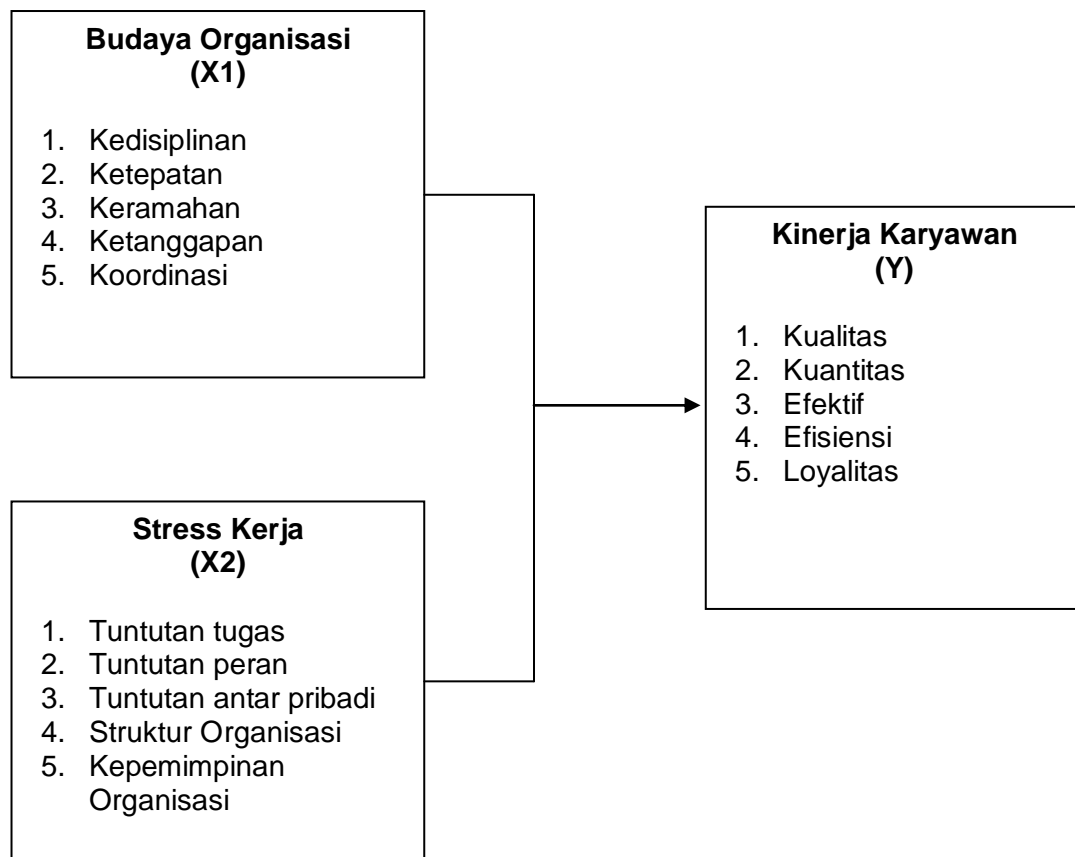 Budaya Organisasi
(X1)
1. Kedisiplinan
2. Ketepatan
3. Keramahan
4. Ketanggapan
5. Koordinasi
Kinerja Karyawan
(Y)
1. Kualitas
2. Kuantitas
3. Efektif
4. Efisiensi
5. Loyalitas
Stress Kerja
(X2)
1. Tuntutan tugas
2. Tuntutan peran
3. Tuntutan antar pribadi
4. Struktur Organisasi
5. Kepemimpinan
Organisasi